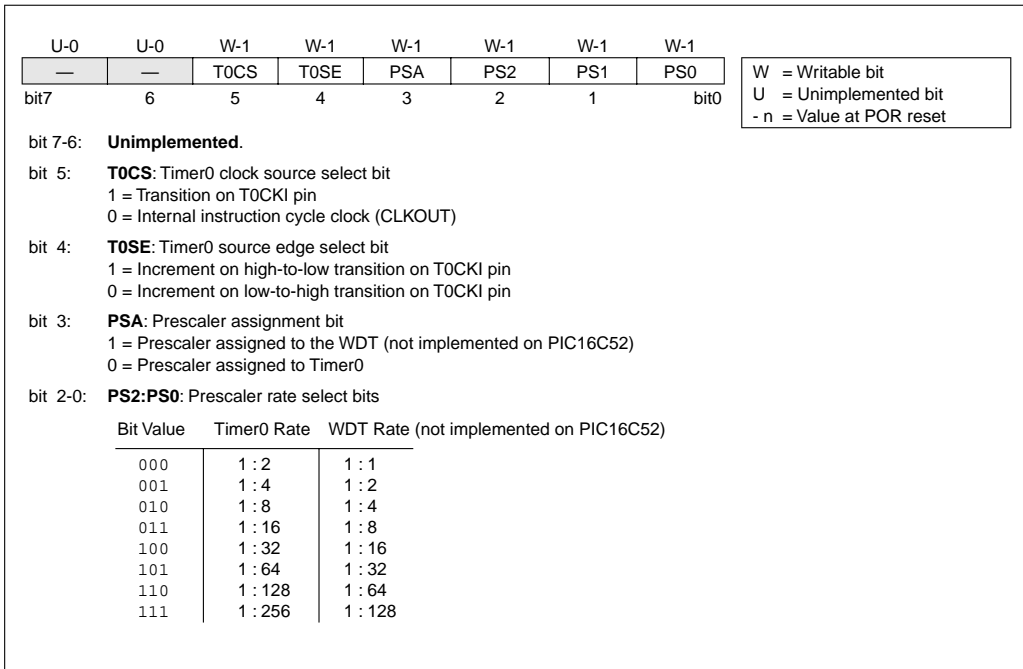 U-0 U-0 W-1 W-1 W-1 W-1 W-1 W-1
— — T0CS T0SE PSA PS2 PS1 PS0
bit7 6 5 4 3 2 1 bit0
W = Writable bit
U = Unimplemented bit
- n = Value at POR reset
bit 7-6: Unimplemented.
bit 5: T0CS: Timer0 clock source select bit
1 = Transition on T0CKI pin
0 = Internal instruction cycle clock (CLKOUT)
bit 4: T0SE: Timer0 source edge select bit
1 = Increment on high-to-low transition on T0CKI pin
0 = Increment on low-to-high transition on T0CKI pin
bit 3: PSA: Prescaler assignment bit
1 = Prescaler assigned to the WDT (not implemented on PIC16C52)
0 = Prescaler assigned to Timer0
bit 2-0: PS2:PS0: Prescaler rate select bits
Bit Value Timer0 Rate WDT Rate (not implemented on PIC16C52)
000 1 : 2 1 : 1
001 1 : 4 1 : 2
010 1 : 8 1 : 4
011 1 : 16 1 : 8
100 1 : 32 1 : 16
101 1 : 64 1 : 32
110 1 : 128 1 : 64
111 1 : 256 1 : 128